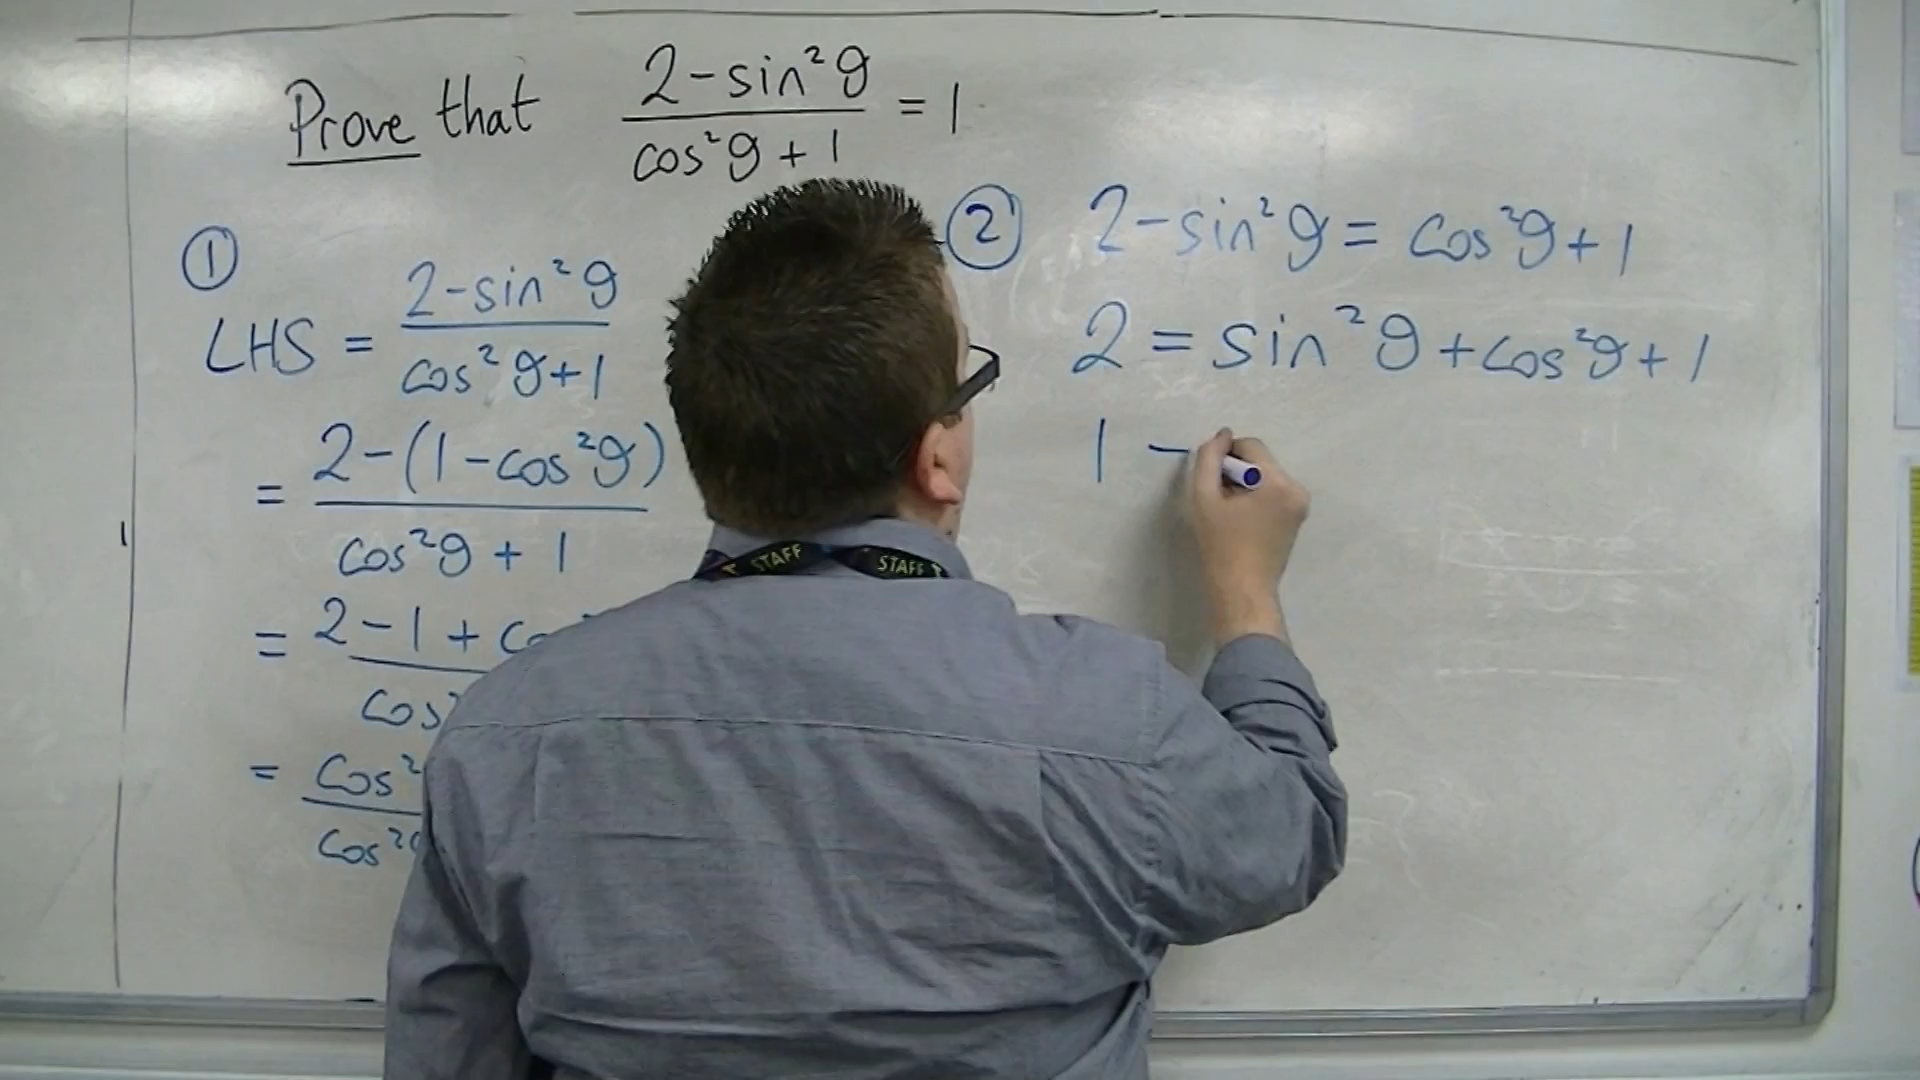 Prove that (2-sin²θ)/(cos²θ+1) = 1
①
LHS = (2-sin²θ)/(cos²θ+1)
= (2-(1-cos²θ))/(cos²θ+1)
2-1+
cos²
= cos²
cos²
② 2-sin²θ = cos²θ+1
2 = sin²θ+cos²θ+1
1 -
STAFF STAFF